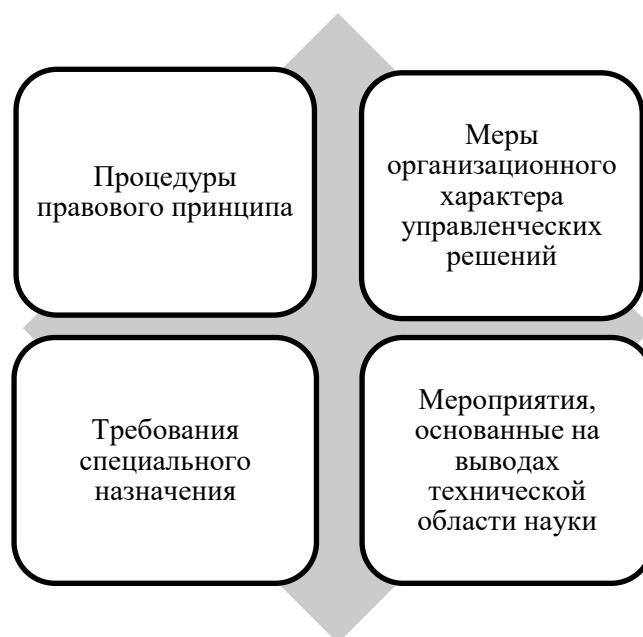 Процедуры
правового принципа
Меры
организационного
характера
управленческих
решений
Требования
специального
назначения
Мероприятия,
основанные на
выводах
технической
области науки